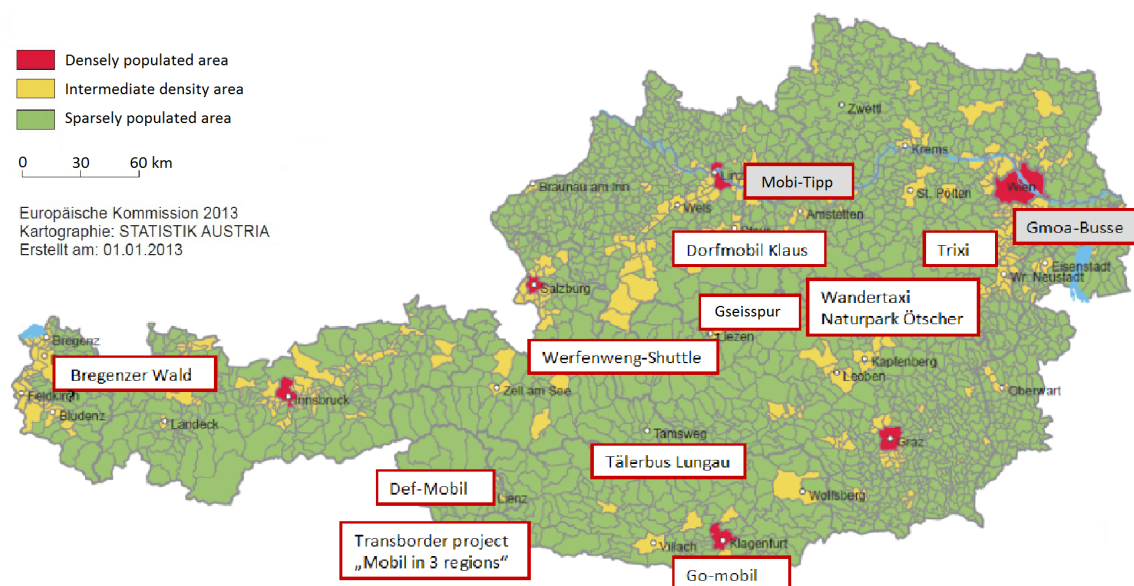 Densely populated area
Intermediate density area
Sparsely populated area
0 30 60 km
Europäische Kommission 2013
Kartographie: STATISTIK AUSTRIA
Erstellt am: 01.01.2013
Zwettl
Krems
Linz
Mobi-Tipp
Wien
Braunau am Inn
St. Pölten
Wels
Amstetten
Gmoa-Busse
Steyr
Dorfmobil Klaus
Trixi
Eisenstadt
Wr. Neustadt
Salzburg
Wandertaxi
Naturpark Ötscher
Gseisspur
Liezen
Bregenz
Werfenweng-Shuttle
Kapfenberg
Bregenzer Wald
Leoben
Zell am See
Oberwart
Feldkirch
Innsbruck
Bludenz
Landeck
Tamsweg
Graz
Tälerbus Lungau
Def-Mobil
Lienz
Wolfsberg
Transborder project
„Mobil in 3 regions“
Villach
Klagenfurt
Go-mobil